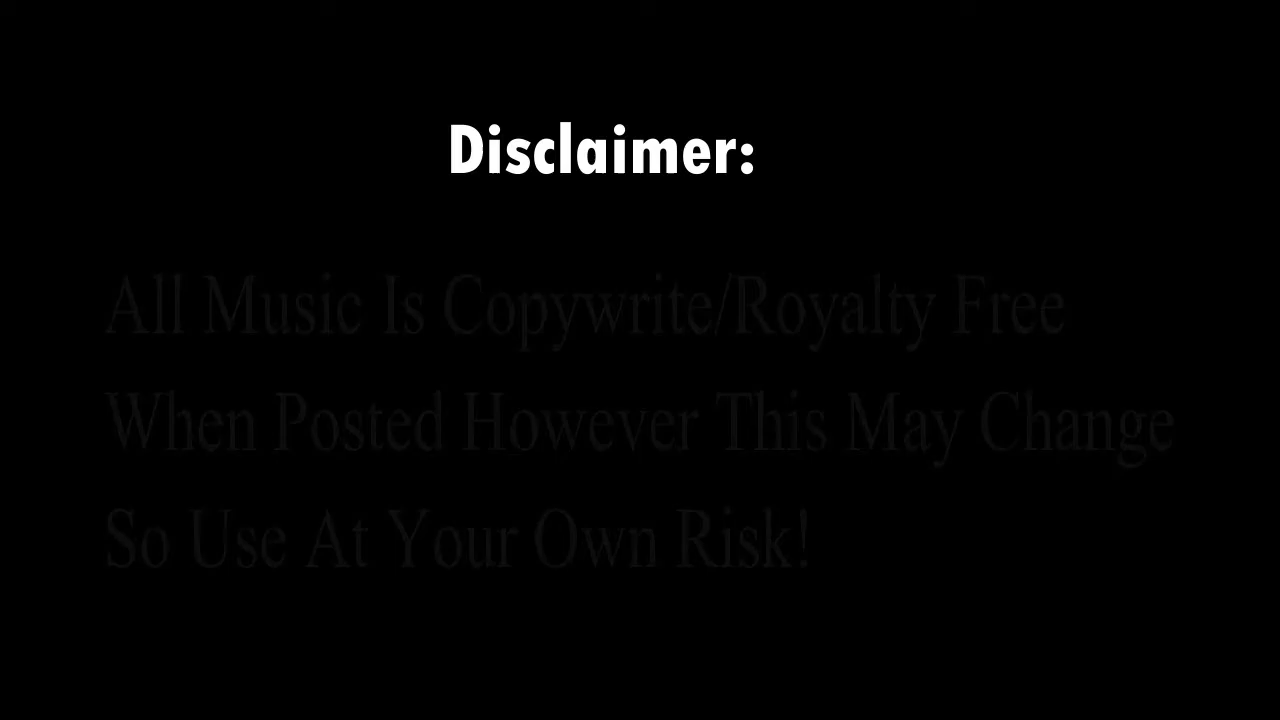 Disclaimer:
All Music Is Copywrite/Royalty Free
When Posted However This May Change
So Use At Your Own Risk!